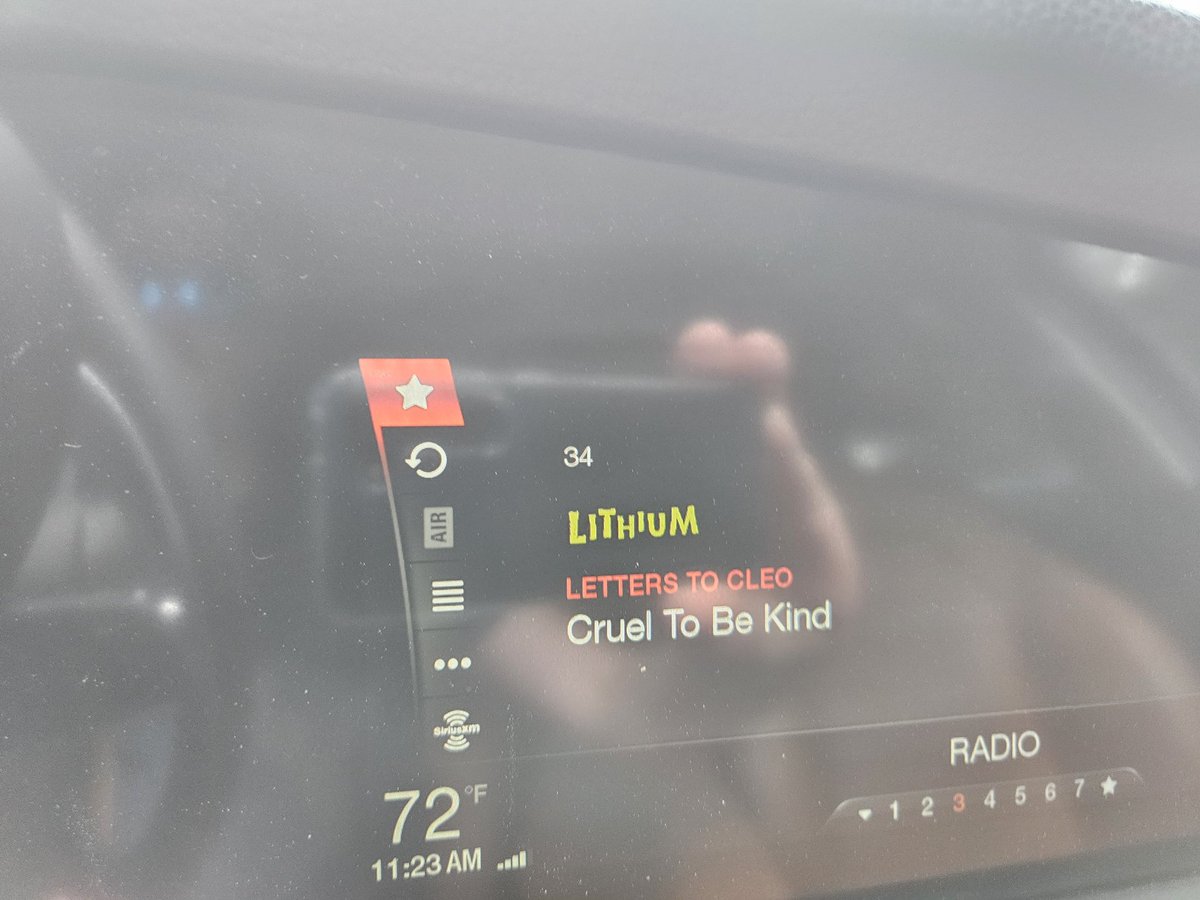 34
AIR
LITHIUM
LETTERS TO CLEO
Cruel To Be Kind
SiriusXM
RADIO
1 2 3 4 5 6 7
72°F
11:23 AM